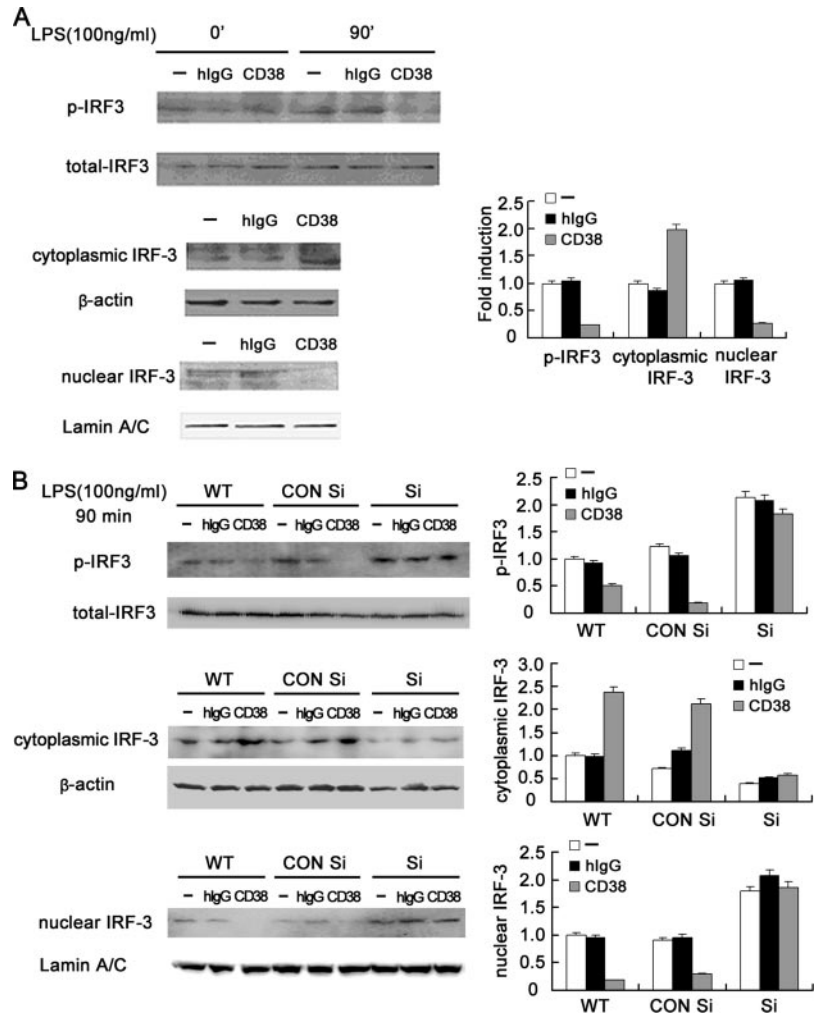 A
LPS(100ng/ml) 0' 90'
– hIgG CD38 – hIgG CD38
p-IRF3
total-IRF3
– hIgG CD38
cytoplasmic IRF-3
β-actin
– hIgG CD38
nuclear IRF-3
Lamin A/C
–
hIgG
CD38
Fold induction
2.5
2.0
1.5
1.0
0.5
0
p-IRF3 cytoplasmic IRF-3 nuclear IRF-3
B
LPS(100ng/ml) 90 min
WT CON Si Si
– hIgG CD38 – hIgG CD38 – hIgG CD38
p-IRF3
total-IRF3
–
hIgG
CD38
p-IRF3
2.5
2.0
1.5
1.0
0.5
0
WT CON Si Si
WT CON Si Si
– hIgG CD38 – hIgG CD38 – hIgG CD38
cytoplasmic IRF-3
β-actin
–
hIgG
CD38
cytoplasmic IRF-3
3.0
2.5
2.0
1.5
1.0
0.5
0
WT CON Si Si
WT CON Si Si
– hIgG CD38 – hIgG CD38 – hIgG CD38
nuclear IRF-3
Lamin A/C
–
hIgG
CD38
nuclear IRF-3
2.5
2.0
1.5
1.0
0.5
0
WT CON Si Si